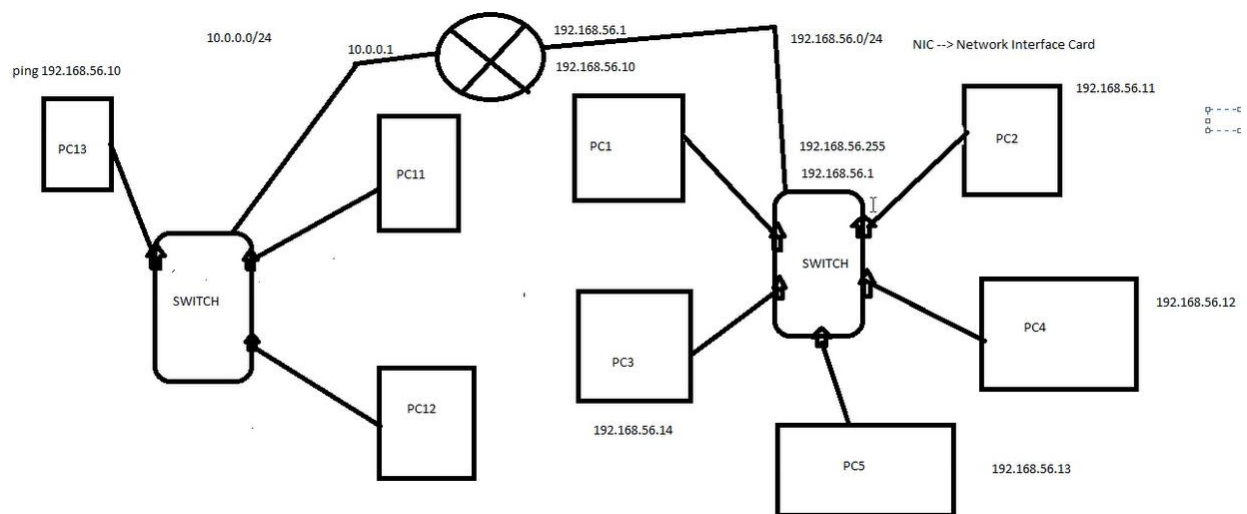 10.0.0.0/24
192.168.56.1
192.168.56.0/24
NIC --> Network Interface Card
10.0.0.1
192.168.56.10
ping 192.168.56.10
192.168.56.11
PC13
PC11
PC1
PC2
192.168.56.255
192.168.56.1
SWITCH
SWITCH
192.168.56.12
PC3
PC4
PC12
192.168.56.14
PC5
192.168.56.13